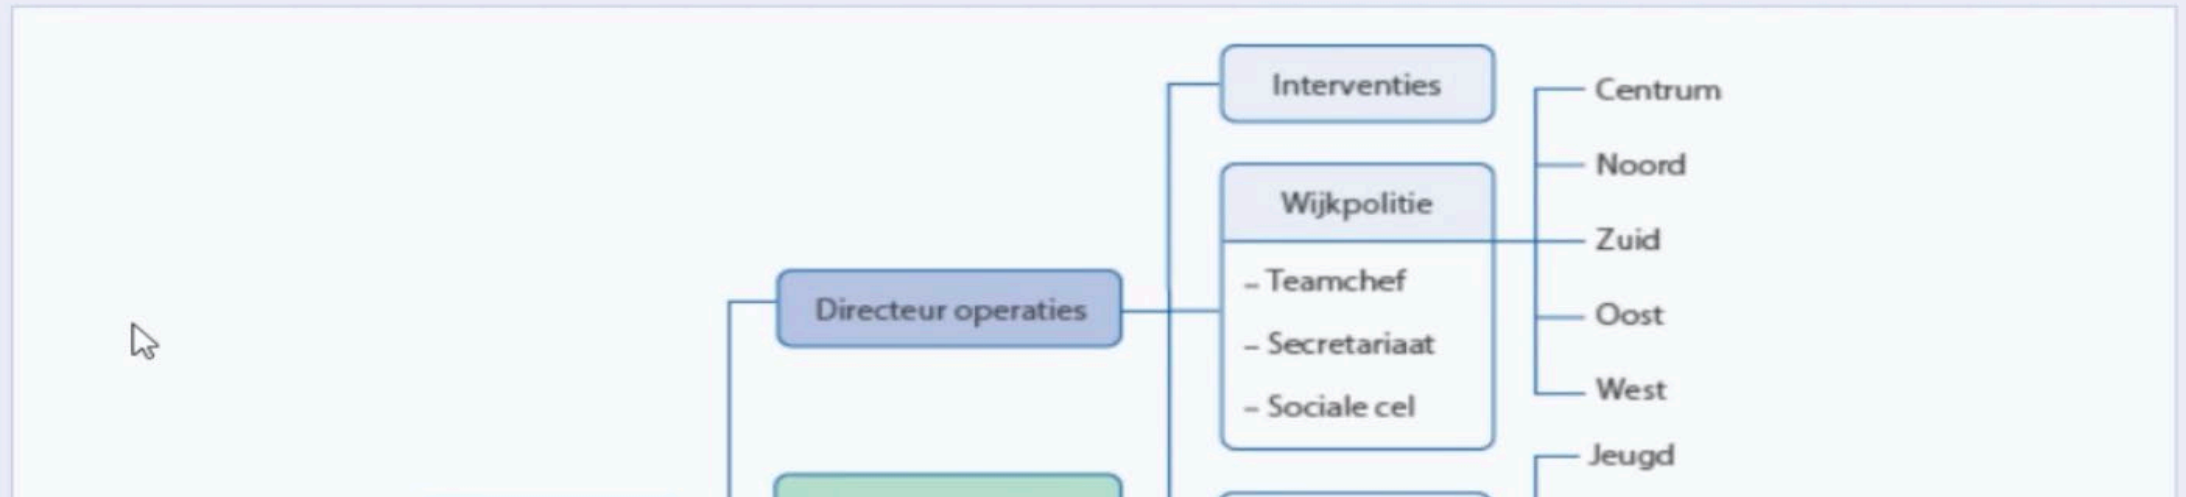 Interventies
Centrum
Noord
Wijkpolitie
Zuid
– Teamchef
Directeur operaties
Oost
– Secretariaat
West
– Sociale cel
Jeugd